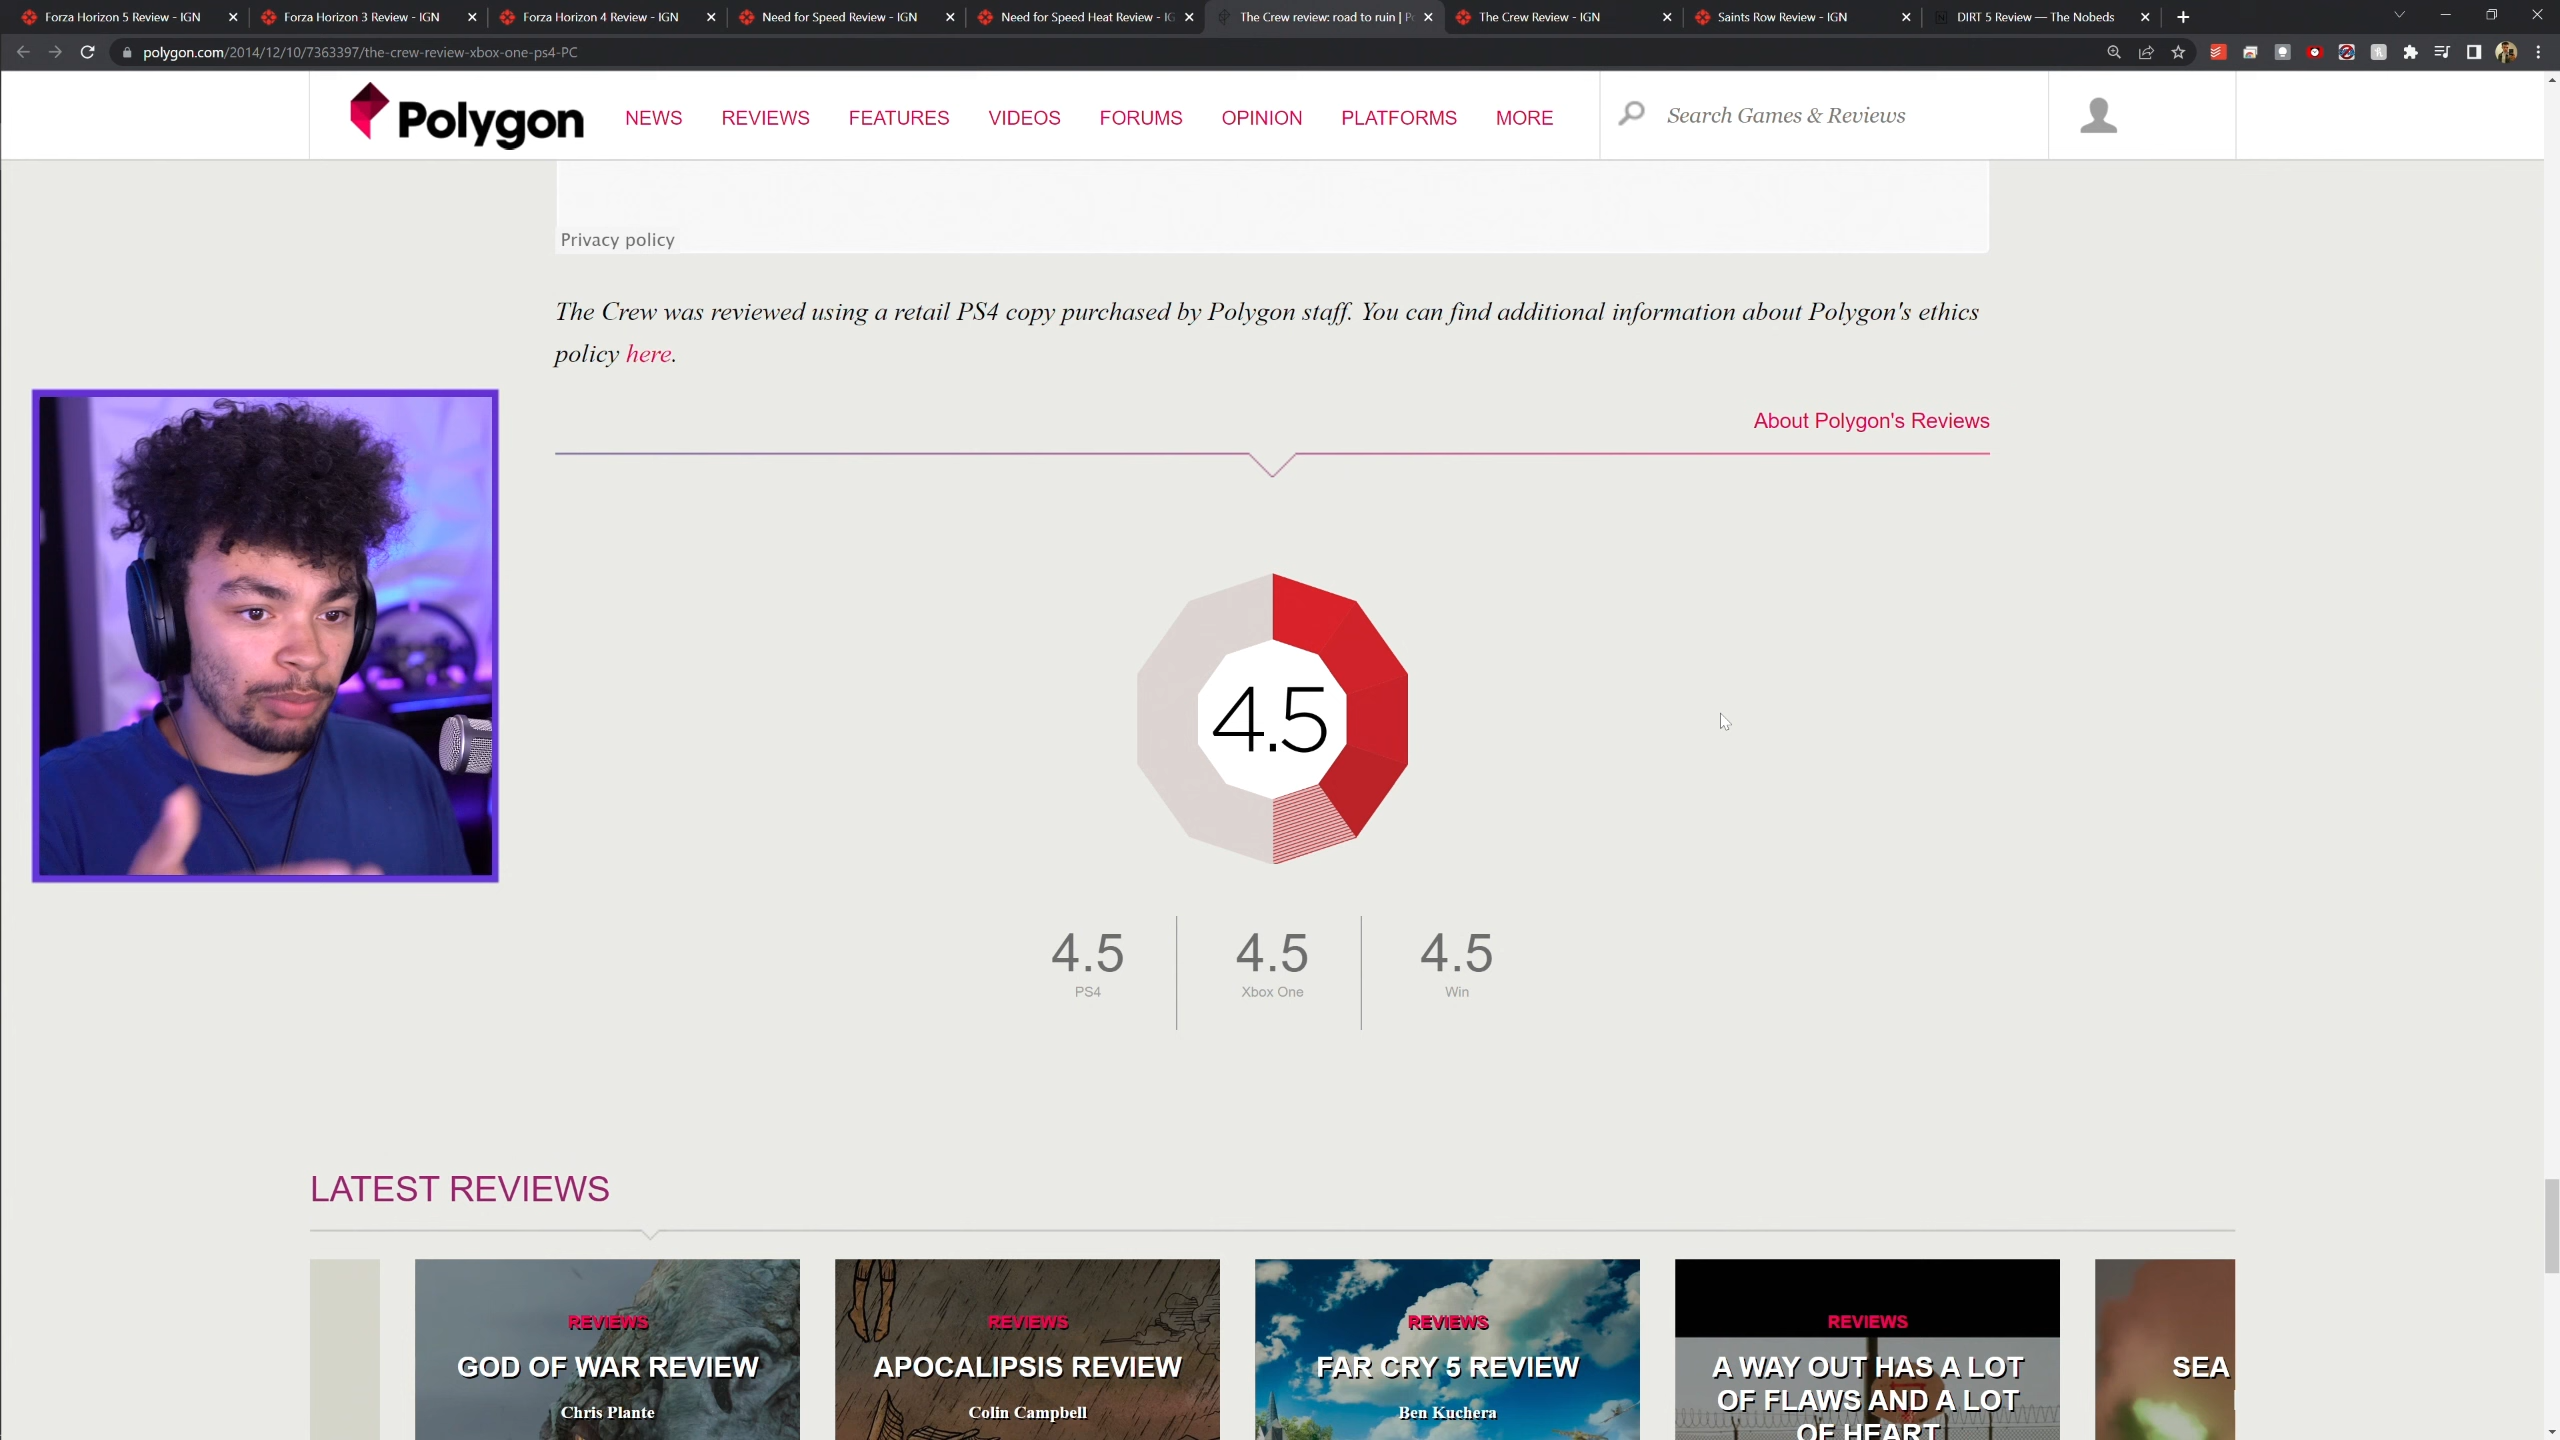 Forza Horizon 5 Review - IGN
Forza Horizon 3 Review - IGN
Forza Horizon 4 Review - IGN
Need for Speed Review - IGN
Need for Speed Heat Review - IG
The Crew review: road to ruin |
The Crew Review - IGN
Saints Row Review - IGN
DIRT 5 Review — The Nobeds
polygon.com/2014/12/10/7363397/the-crew-review-xbox-one-ps4-PC
Polygon
NEWS
REVIEWS
FEATURES
VIDEOS
FORUMS
OPINION
PLATFORMS
MORE
Search Games & Reviews
Privacy policy
The Crew was reviewed using a retail PS4 copy purchased by Polygon staff. You can find additional information about Polygon's ethics
policy here.
About Polygon's Reviews
4.5
4.5
PS4
4.5
Xbox One
4.5
Win
LATEST REVIEWS
REVIEWS
GOD OF WAR REVIEW
Chris Plante
REVIEWS
APOCALIPSIS REVIEW
Colin Campbell
REVIEWS
FAR CRY 5 REVIEW
Ben Kuchera
REVIEWS
A WAY OUT HAS A LOT
OF FLAWS AND A LOT
OF HEART
SEA